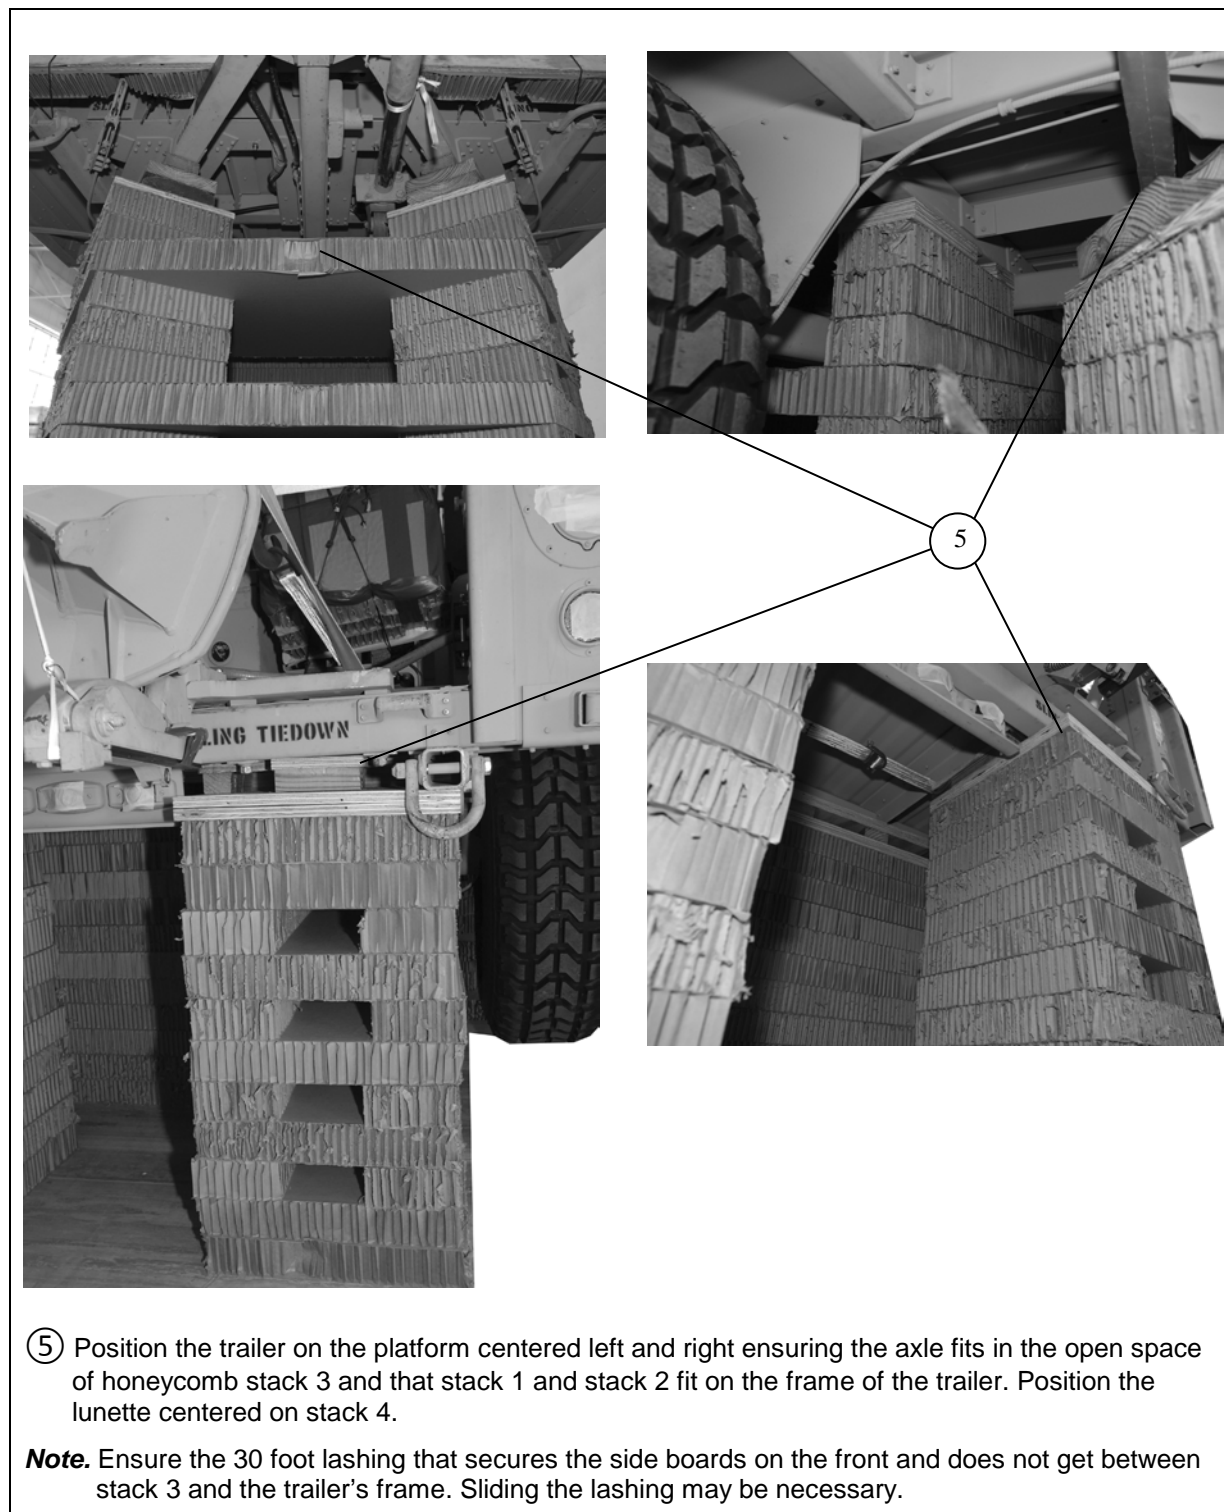 SLING
SLING
5
LING TIEDOWN
⑤ Position the trailer on the platform centered left and right ensuring the axle fits in the open space
of honeycomb stack 3 and that stack 1 and stack 2 fit on the frame of the trailer. Position the
lunette centered on stack 4.
Note. Ensure the 30 foot lashing that secures the side boards on the front and does not get between
stack 3 and the trailer’s frame. Sliding the lashing may be necessary.